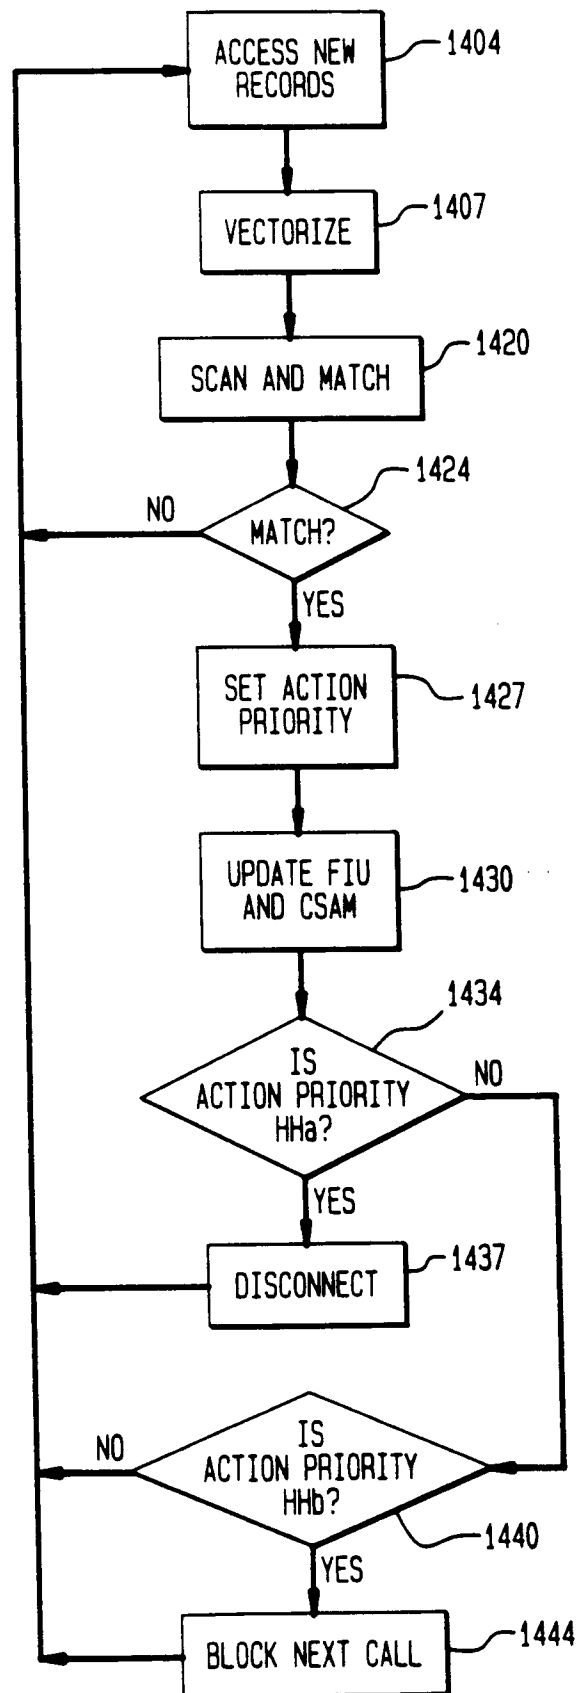 ACCESS NEW
RECORDS
1404
VECTORIZE
1407
SCAN AND MATCH
1420
MATCH?
1424
NO
YES
SET ACTION
PRIORITY
1427
UPDATE FIU
AND CSAM
1430
IS
ACTION PRIORITY
HHa?
1434
NO
YES
DISCONNECT
1437
IS
ACTION PRIORITY
HHb?
NO
1440
YES
BLOCK NEXT CALL
1444